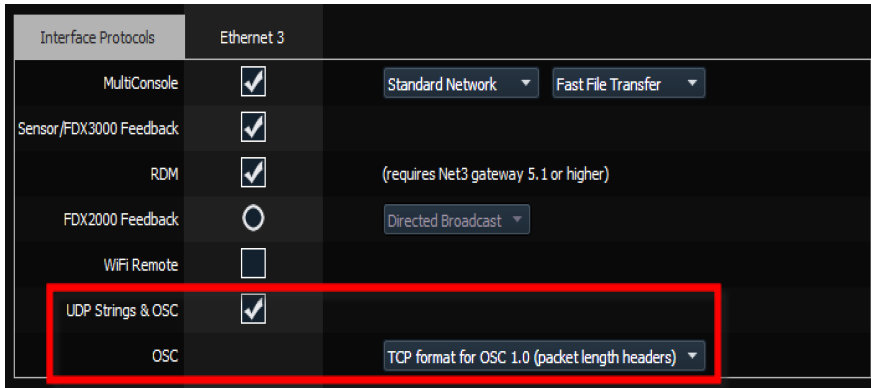 Interface Protocols Ethernet 3
MultiConsole Standard Network Fast File Transfer
Sensor/FDX3000 Feedback
RDM (requires Net3 gateway 5.1 or higher)
FDX2000 Feedback Directed Broadcast
WiFi Remote
UDP Strings & OSC
OSC TCP format for OSC 1.0 (packet length headers)